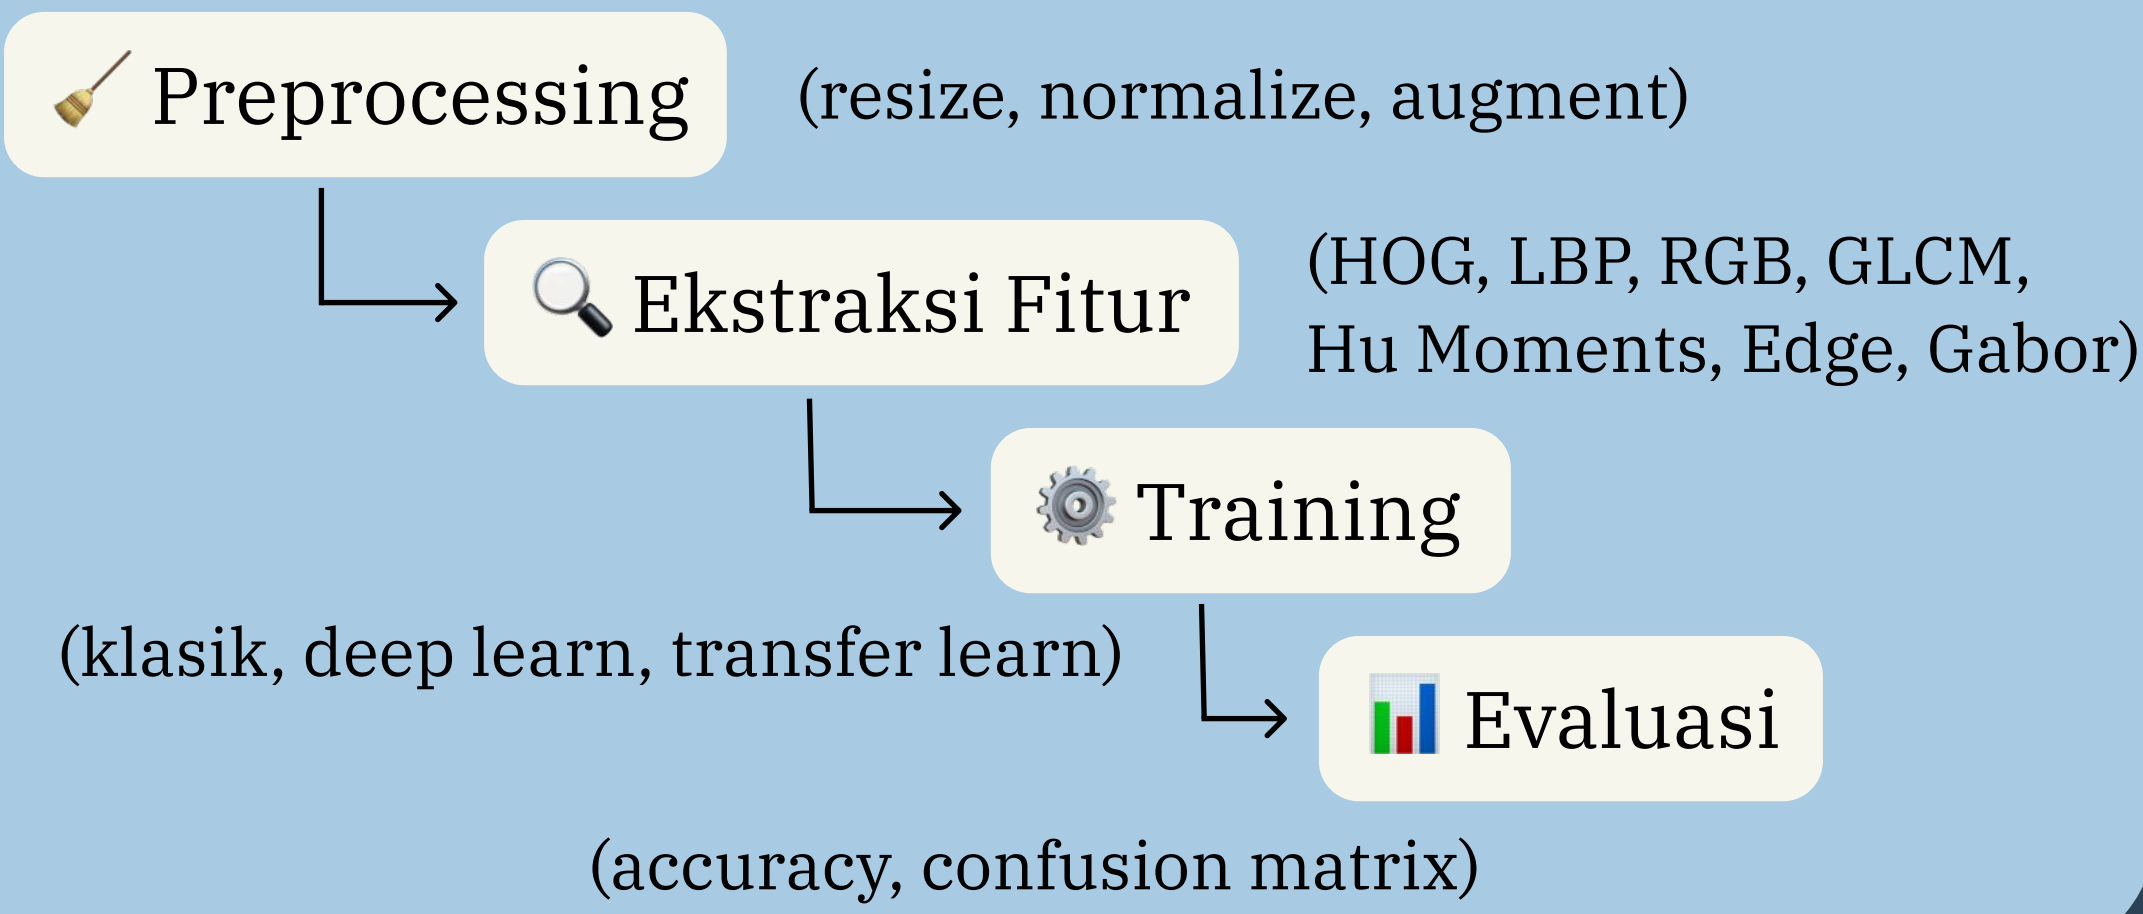 Preprocessing
(resize, normalize, augment)
Ekstraksi Fitur
(HOG, LBP, RGB, GLCM,
Hu Moments, Edge, Gabor)
Training
(klasik, deep learn, transfer learn)
Evaluasi
(accuracy, confusion matrix)